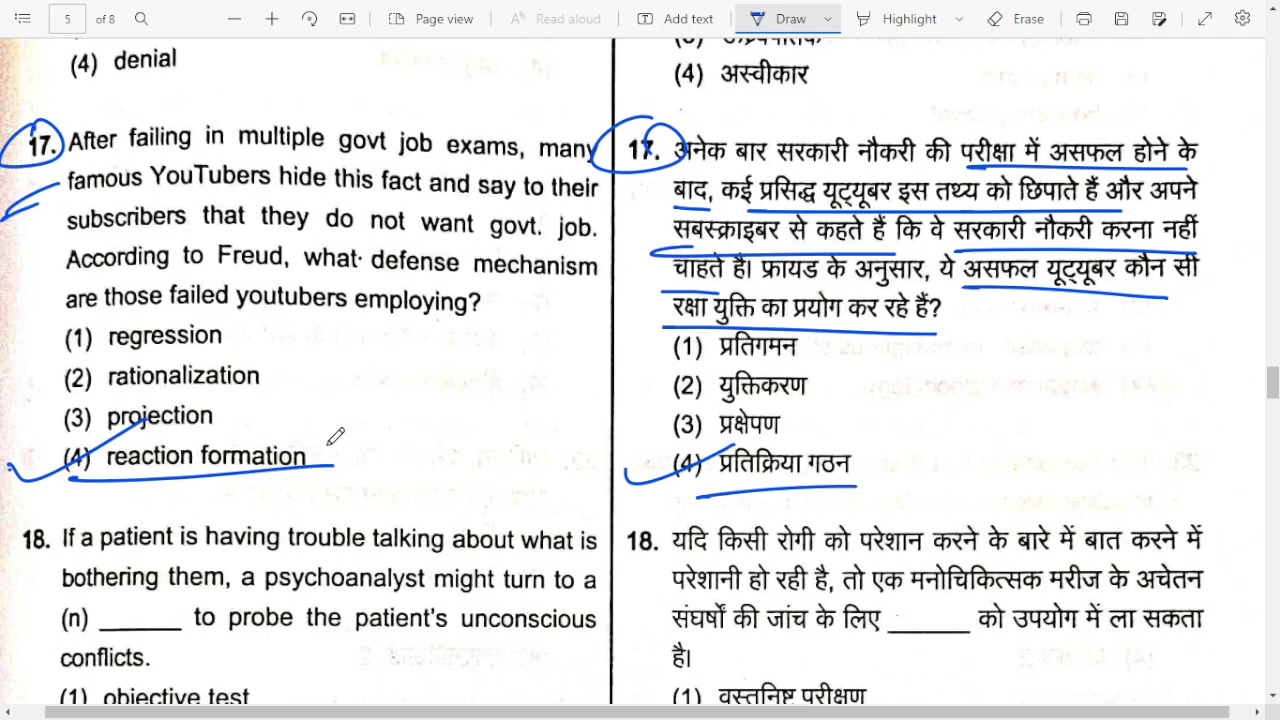 5 of 8 Page view Read aloud Add text Draw Highlight Erase
(4) denial
17. After failing in multiple govt job exams, many
famous YouTubers hide this fact and say to their
subscribers that they do not want govt. job.
According to Freud, what defense mechanism
are those failed youtubers employing?
(1) regression
(2) rationalization
(3) projection
(4) reaction formation
18. If a patient is having trouble talking about what is
bothering them, a psychoanalyst might turn to a
(n) ______ to probe the patient's unconscious
conflicts.
(1) objective test
(4) अस्वीकार
17. अनेक बार सरकारी नौकरी की परीक्षा में असफल होने के
बाद, कई प्रसिद्ध यूट्यूबर इस तथ्य को छिपाते हैं और अपने
सबस्क्राइबर से कहते हैं कि वे सरकारी नौकरी करना नहीं
चाहते है। फ्रायड के अनुसार, ये असफल यूट्यूबर कौन सी
रक्षा युक्ति का प्रयोग कर रहे हैं?
(1) प्रतिगमन
(2) युक्तिकरण
(3) प्रक्षेपण
(4) प्रतिक्रिया गठन
18. यदि किसी रोगी को परेशान करने के बारे में बात करने में
परेशानी हो रही है, तो एक मनोचिकित्सक मरीज के अचेतन
संघर्षों की जांच के लिए ______ को उपयोग में ला सकता
है।
(1) वस्तुनिष्ट परीक्षण